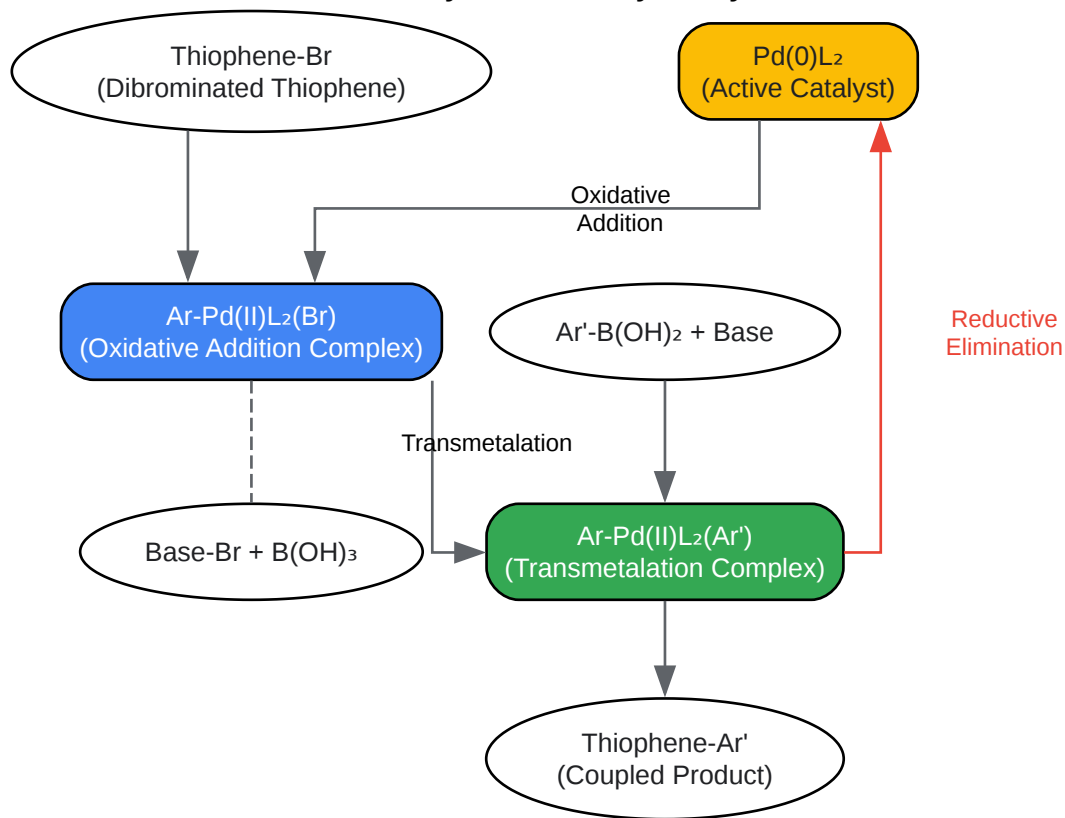 Thiophene-Br
(Dibrominated Thiophene)
Pd(0)L₂
(Active Catalyst)
Oxidative
Addition
Ar-Pd(II)L₂(Br)
(Oxidative Addition Complex)
Ar'-B(OH)₂ + Base
Reductive
Elimination
Transmetalation
Base-Br + B(OH)₃
Ar-Pd(II)L₂(Ar')
(Transmetalation Complex)
Thiophene-Ar'
(Coupled Product)